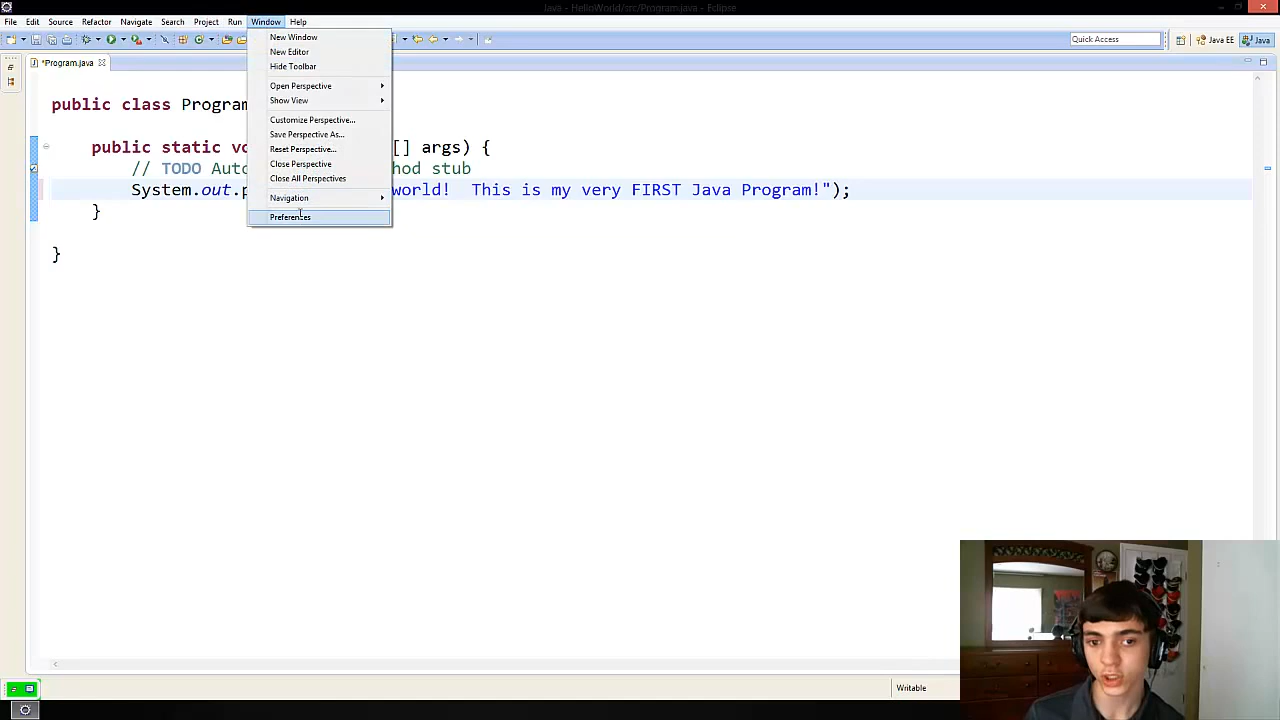 Java - HelloWorld/src/Program.java - Eclipse
File Edit Source Refactor Navigate Search Project Run Window Help
Quick Access
Java EE
Java
*Program.java
New Window
New Editor
Hide Toolbar
Open Perspective
Show View
Customize Perspective...
Save Perspective As...
Reset Perspective...
Close Perspective
Close All Perspectives
Navigation
Preferences
public class Program
public static vo [] args) {
// TODO Auto hod stub
System.out.p world!  This is my very FIRST Java Program!");
}
}
Writable